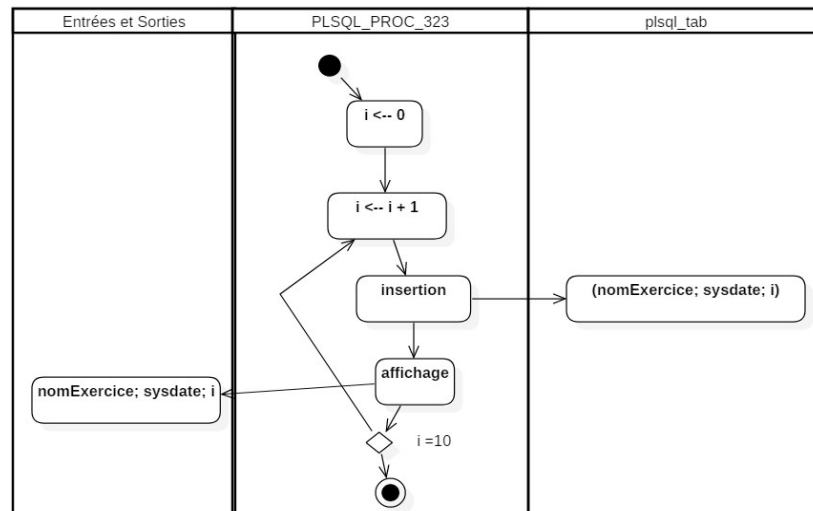 Entrées et Sorties
PLSQL_PROC_323
plsql_tab
i <-- 0
i <-- i + 1
insertion
(nomExercice; sysdate; i)
affichage
nomExercice; sysdate; i
i =10